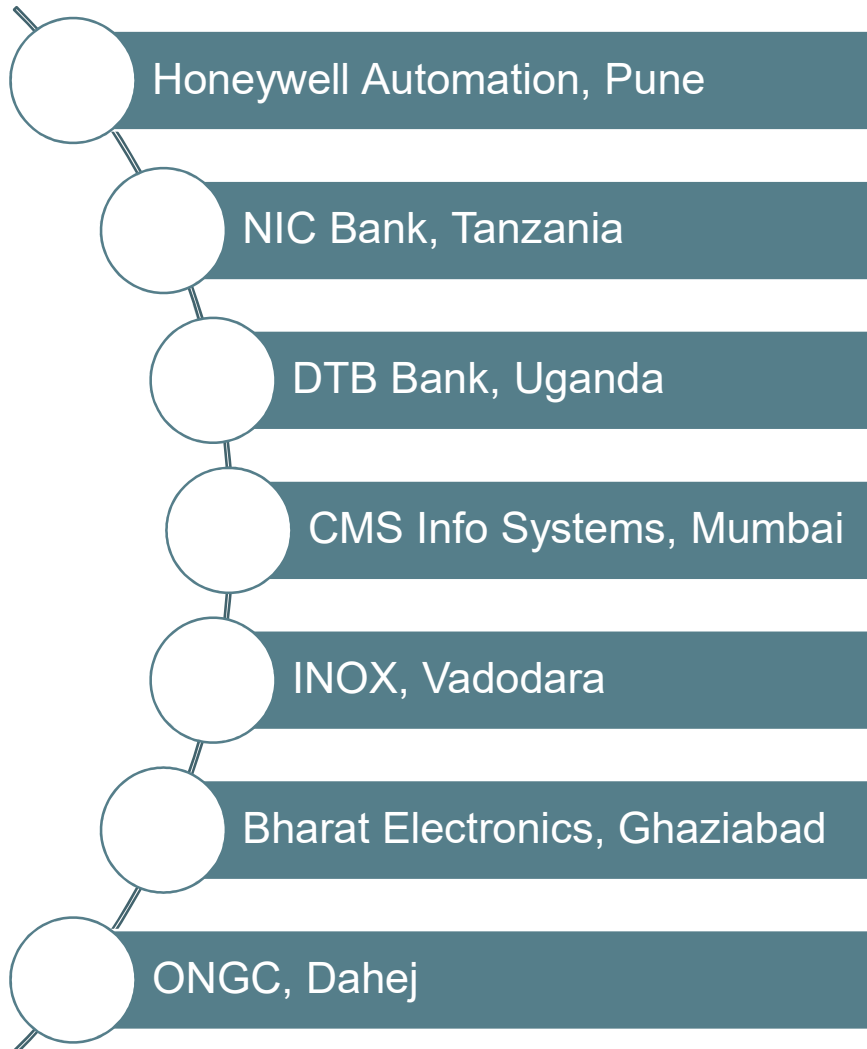 Honeywell Automation, Pune
NIC Bank, Tanzania
DTB Bank, Uganda
CMS Info Systems, Mumbai
INOX, Vadodara
Bharat Electronics, Ghaziabad
ONGC, Dahej